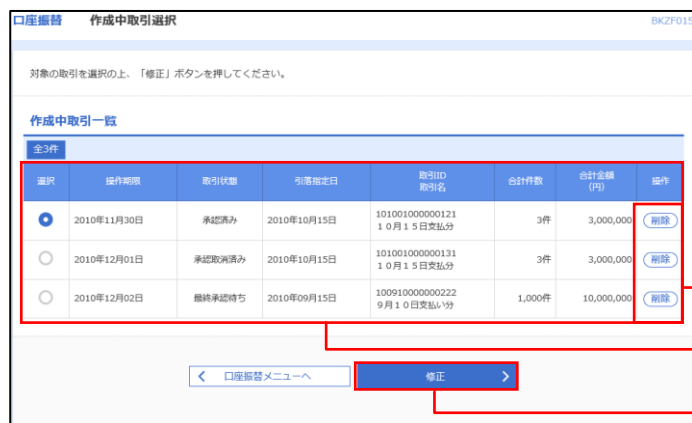 口座振替 作成中取引選択 BKZF015
対象の取引を選択の上、「修正」ボタンを押してください。
作成中取引一覧
全3件
選択 操作期限 取引状態 引落指定日 取引ID 取引名 合計件数 合計金額 (円) 操作
2010年11月30日 承認済み 2010年10月15日 101001000000121 3件 3,000,000 削除
10月15日支払分
2010年12月01日 承認取消済み 2010年10月15日 101001000000131 3件 3,000,000 削除
10月15日支払分
2010年12月02日 最終承認待ち 2010年09月15日 100910000000222 1,000件 10,000,000 削除
9月10日支払い分
口座振替メニューへ 修正